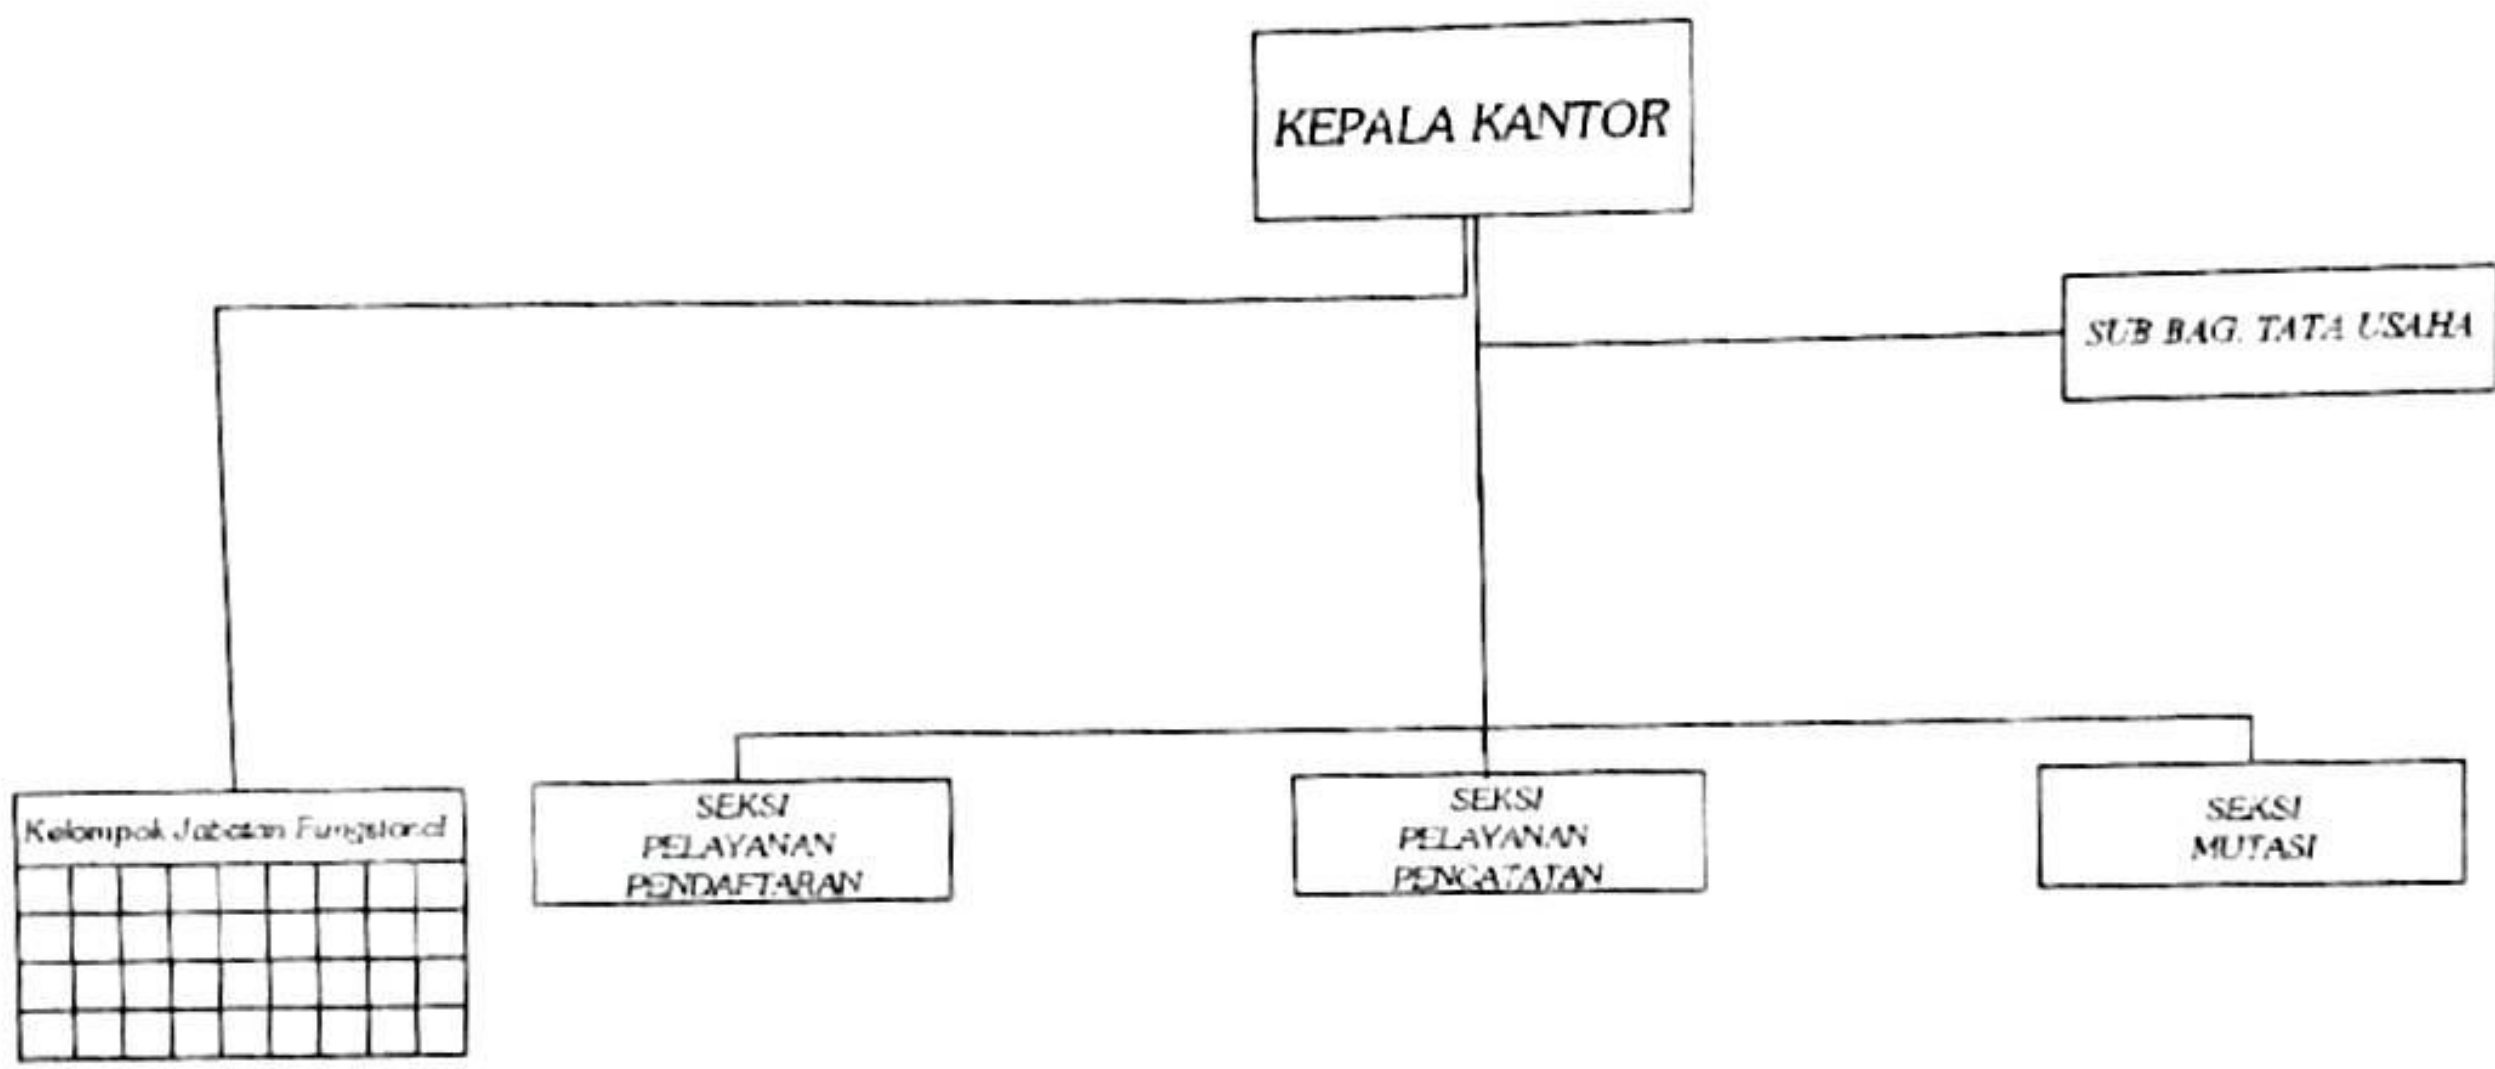 KEPALA KANTOR
SUB BAG. TATA USAHA
Kelompok Jabatan Fungsional
SEKSI
PELAYANAN
PENDAFTARAN
SEKSI
PELAYANAN
PENCATATAN
SEKSI
MUTASI